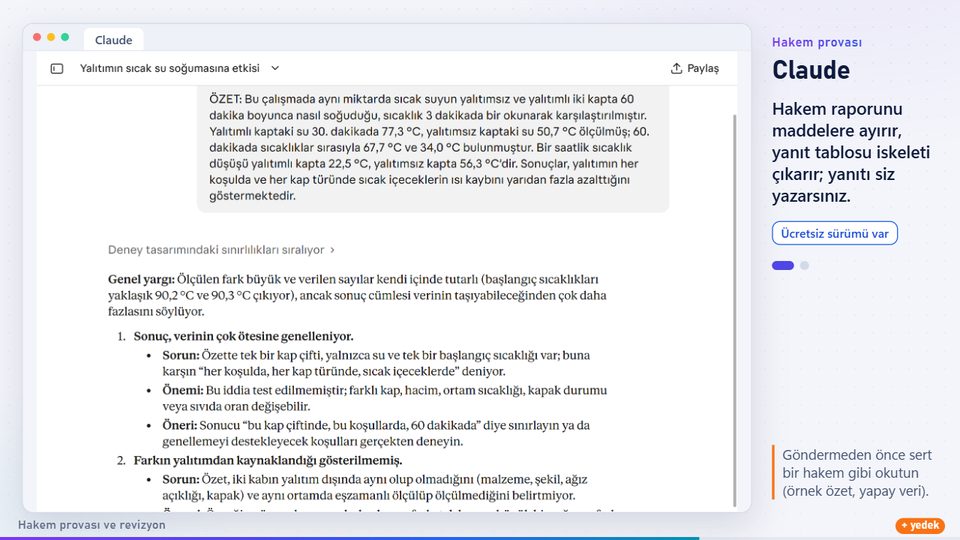 Claude
Yalıtımın sıcak su soğumasına etkisi
Paylaş
ÖZET: Bu çalışmada aynı miktarda sıcak suyun yalıtımsız ve yalıtımlı iki kapta 60
dakika boyunca nasıl soğuduğu, sıcaklık 3 dakikada bir okunarak karşılaştırılmıştır.
Yalıtımlı kaptaki su 30. dakikada 77,3 °C, yalıtımsız kaptaki su 50,7 °C ölçülmüş; 60.
dakikada sıcaklıklar sırasıyla 67,7 °C ve 34,0 °C bulunmuştur. Bir saatlik sıcaklık
düşüşü yalıtımlı kapta 22,5 °C, yalıtımsız kapta 56,3 °C'dir. Sonuçlar, yalıtımın her
koşulda ve her kap türünde sıcak içeceklerin ısı kaybını yarıdan fazla azalttığını
göstermektedir.
Deney tasarımındaki sınırlılıkları sıralıyor
Genel yargı: Ölçülen fark büyük ve verilen sayılar kendi içinde tutarlı (başlangıç sıcaklıkları
yaklaşık 90,2 °C ve 90,3 °C çıkıyor), ancak sonuç cümlesi verinin taşıyabileceğinden çok daha
fazlasını söylüyor.
1. Sonuç, verinin çok ötesine genelleniyor.
• Sorun: Özette tek bir kap çifti, yalnızca su ve tek bir başlangıç sıcaklığı var; buna
karşın "her koşulda, her kap türünde, sıcak içeceklerde" deniyor.
• Önemi: Bu iddia test edilmemiştir; farklı kap, hacim, ortam sıcaklığı, kapak durumu
veya sıvıda oran değişebilir.
• Öneri: Sonucu "bu kap çiftinde, bu koşullarda, 60 dakikada" diye sınırlayın ya da
genellemeyi destekleyecek koşulları gerçekten deneyin.
2. Farkın yalıtımdan kaynaklandığı gösterilmemiş.
• Sorun: Özet, iki kabın yalıtım dışında aynı olup olmadığını (malzeme, şekil, ağız
açıklığı, kapak) ve aynı ortamda eşzamanlı ölçülüp ölçülmediğini belirtmiyor.
Hakem provası
Claude
Hakem raporunu
maddelere ayırır,
yanıt tablosu iskeleti
çıkarır; yanıtı siz
yazarsınız.
Ücretsiz sürümü var
Göndermeden önce sert
bir hakem gibi okutun
(örnek özet, yapay veri).
Hakem provası ve revizyon
+ yedek